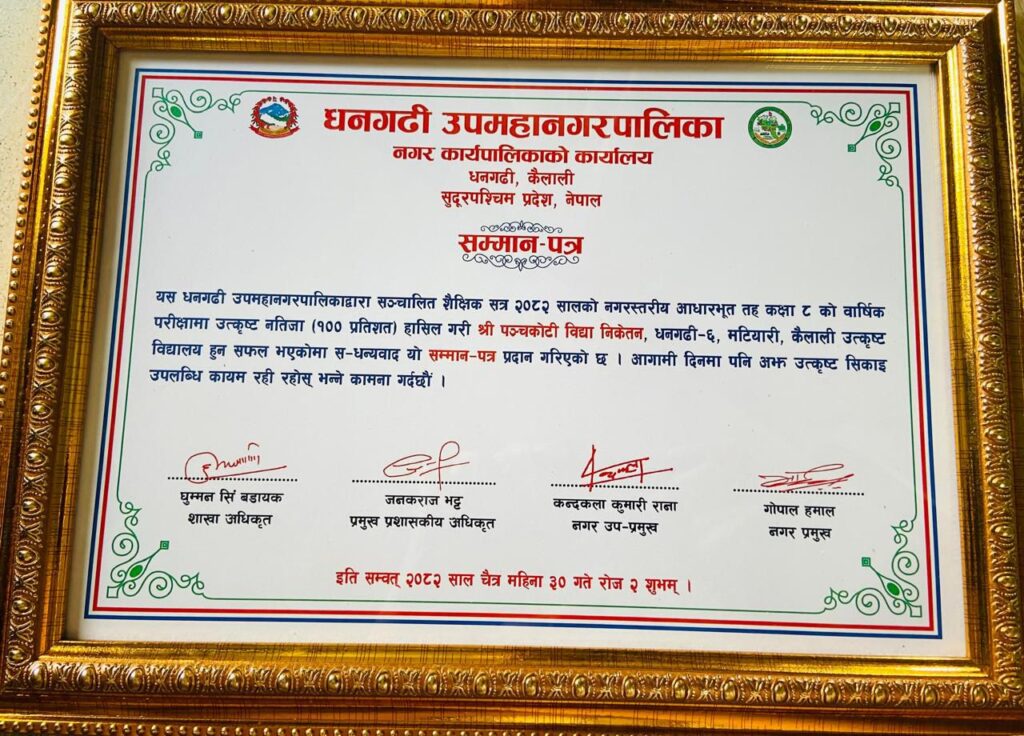 धनगढी उपमहानगरपालिका
नगर कार्यपालिकाको कार्यालय
धनगढी, कैलाली
सुदूरपश्चिम प्रदेश, नेपाल
सम्मान-पत्र
यस धनगढी उपमहानगरपालिकाद्वारा सञ्चालित शैक्षिक सत्र २०८२ सालको नगरस्तरीय आधारभूत तह कक्षा ८ को वार्षिक
परीक्षामा उत्कृष्ट नतिजा (१०० प्रतिशत) हासिल गरी श्री पञ्चकोटी विद्या निकेतन, धनगढी-६, मटियारी, कैलाली उत्कृष्ट
विद्यालय हुन सफल भएकोमा स-धन्यवाद यो सम्मान-पत्र प्रदान गरिएको छ । आगामी दिनमा पनि अझ उत्कृष्ट सिकाइ
उपलब्धि कायम रही रहोस् भन्ने कामना गर्दछौं ।
घुम्मन सिं बडायक
शाखा अधिकृत
जनकराज भट्ट
प्रमुख प्रशासकीय अधिकृत
कन्दकला कुमारी राना
नगर उप-प्रमुख
गोपाल हमाल
नगर प्रमुख
इति सम्वत् २०८२ साल चैत्र महिना ३० गते रोज २ शुभम् ।